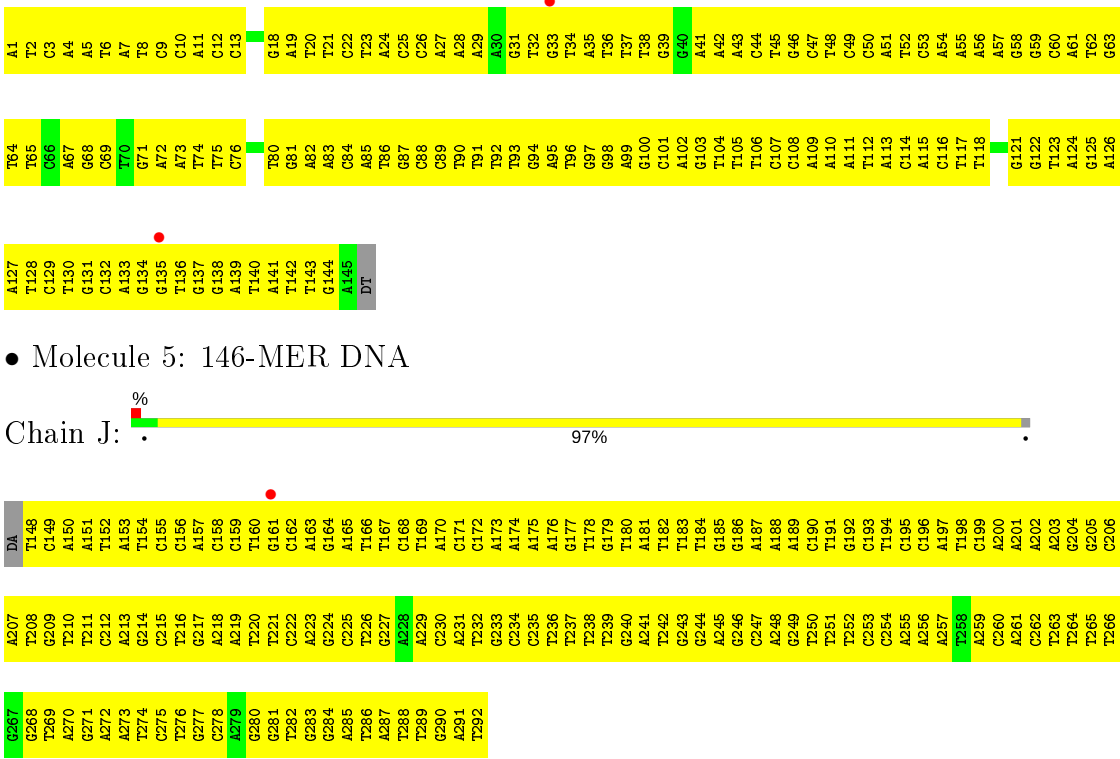 A1 T2 C3 A4 A5 T6 A7 T8 C9 C10 A11 C12 C13 G18 A19 T20 T21 C22 T23 A24 C25 C26 A27 A28 A29 A30 G31 T32 G33 T34 A35 T36 T37 T38 G39 G40 A41 A42 A43 C44 T45 G46 C47 T48 C49 C50 A51 T52 C53 A54 A55 A56 A57 G58 G59 C60 A61 T62 G63
T64 T65 C66 A67 G68 C69 T70 G71 A72 A73 T74 T75 C76 T80 G81 A82 A83 C84 A85 T86 G87 C88 C89 T90 T91 T92 T93 G94 A95 T96 G97 G98 A99 G100 C101 A102 G103 T104 T105 T106 C107 C108 A109 A110 A111 T112 A113 C114 A115 C116 T117 T118 G121 G122 T123 A124 G125 A126
A127 T128 C129 T130 G131 C132 A133 G134 G135 T136 G137 G138 A139 T140 A141 T142 T143 G144 A145 DT
• Molecule 5: 146-MER DNA
%
Chain J:
97%
DA T148 C149 A150 A151 T152 A153 T154 C155 C156 A157 C158 C159 T160 G161 C162 A163 G164 A165 T166 T167 C168 T169 A170 C171 C172 A173 A174 A175 A176 G177 T178 G179 T180 A181 T182 T183 T184 G185 G186 A187 A188 A189 C190 T191 G192 C193 T194 C195 C196 A197 T198 C199 A200 A201 A202 A203 G204 G205 C206
A207 T208 G209 T210 T211 C212 A213 G214 C215 T216 G217 A218 A219 T220 T221 C222 A223 G224 C225 T226 G227 A228 A229 C230 A231 T232 G233 C234 C235 T236 T237 T238 T239 G240 A241 T242 G243 G244 A245 G246 C247 A248 G249 T250 T251 T252 C253 C254 A255 A256 A257 T258 A259 C260 A261 C262 T263 T264 T265 T266
G267 G268 T269 A270 G271 A272 A273 T274 C275 T276 G277 C278 A279 G280 G281 T282 G283 G284 A285 T286 A287 T288 T289 G290 A291 T292